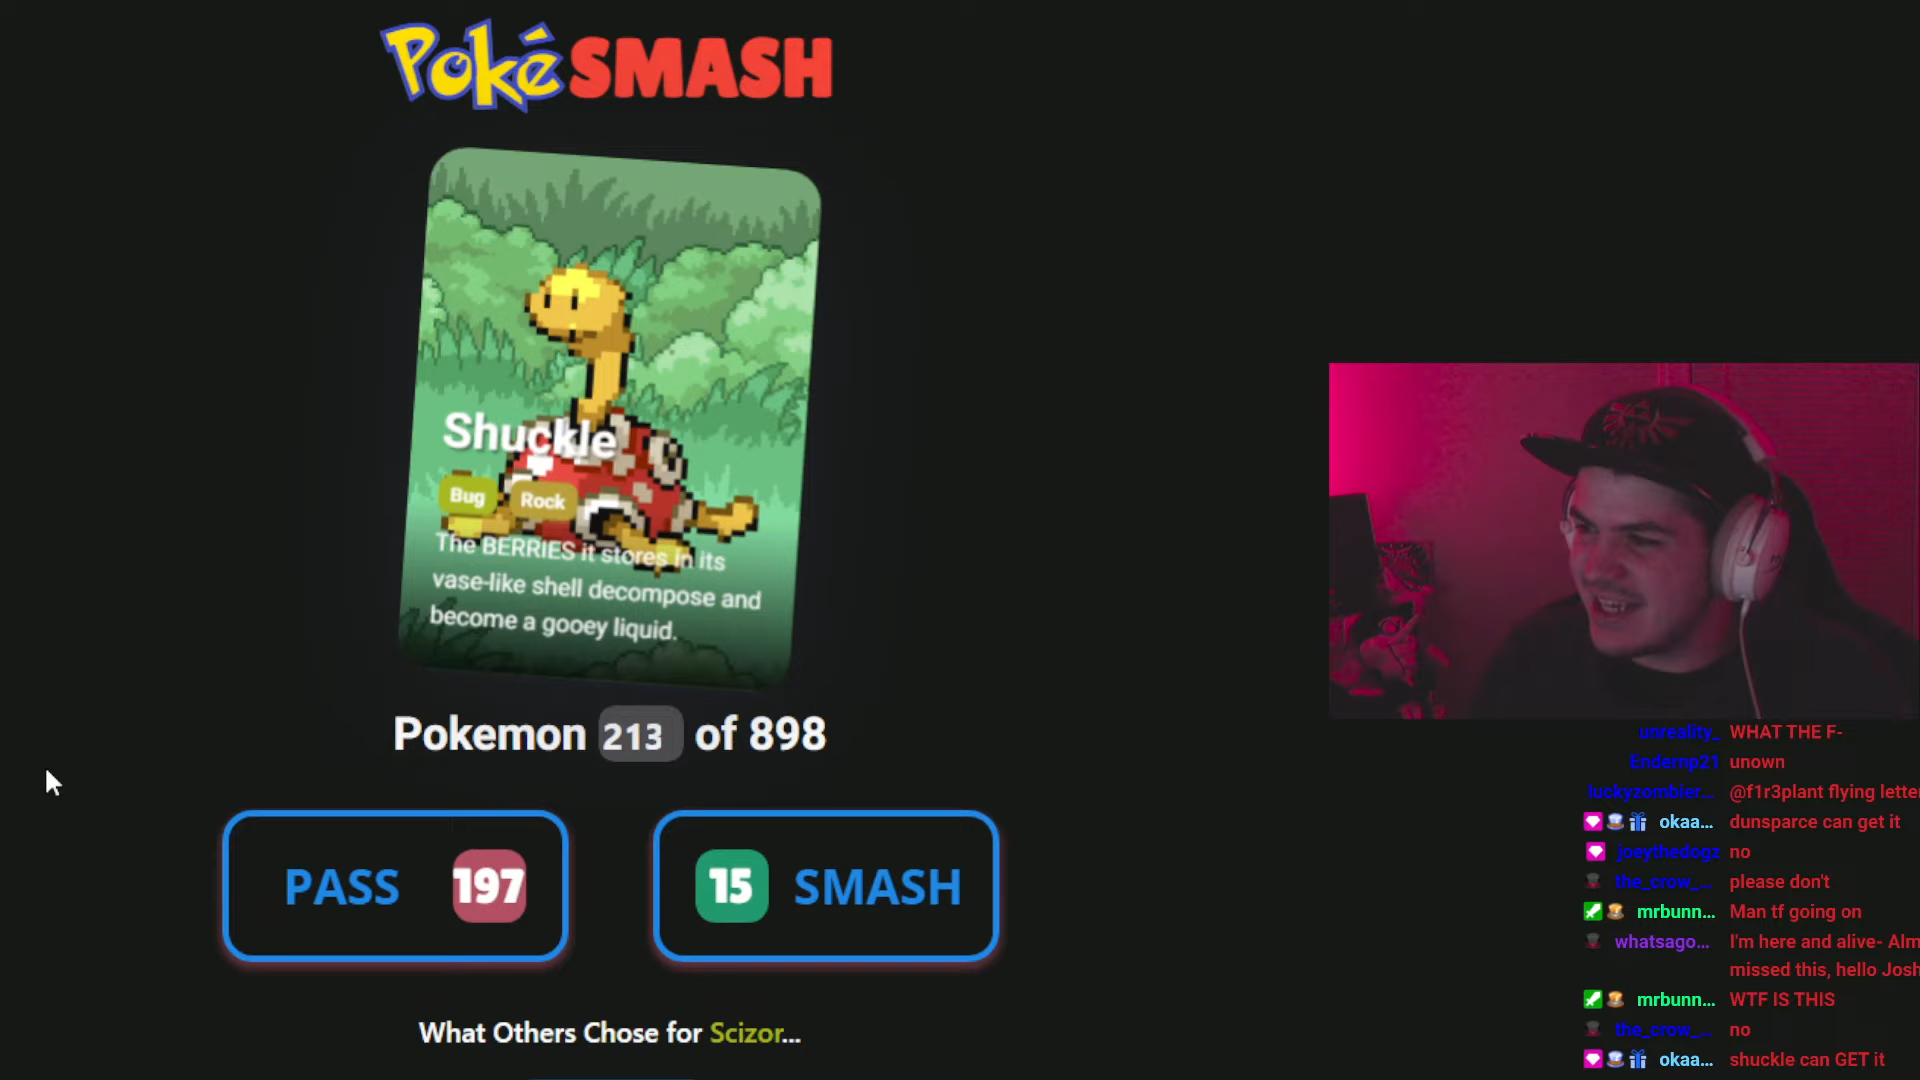 PokéSMASH
Shuckle
Bug Rock
The BERRIES it stores in its
vase-like shell decompose and
become a gooey liquid.
Pokemon 213 of 898
PASS 197
15 SMASH
What Others Chose for Scizor...
unreality_ WHAT THE F-
Endernp21 unown
luckyzombier... @f1r3plant flying lette
okaa... dunsparce can get it
joeythedogz no
the_crow_... please don't
mrbunn... Man tf going on
whatsago... I'm here and alive- Alm
missed this, hello Josh
mrbunn... WTF IS THIS
the_crow_... no
okaa... shuckle can GET it